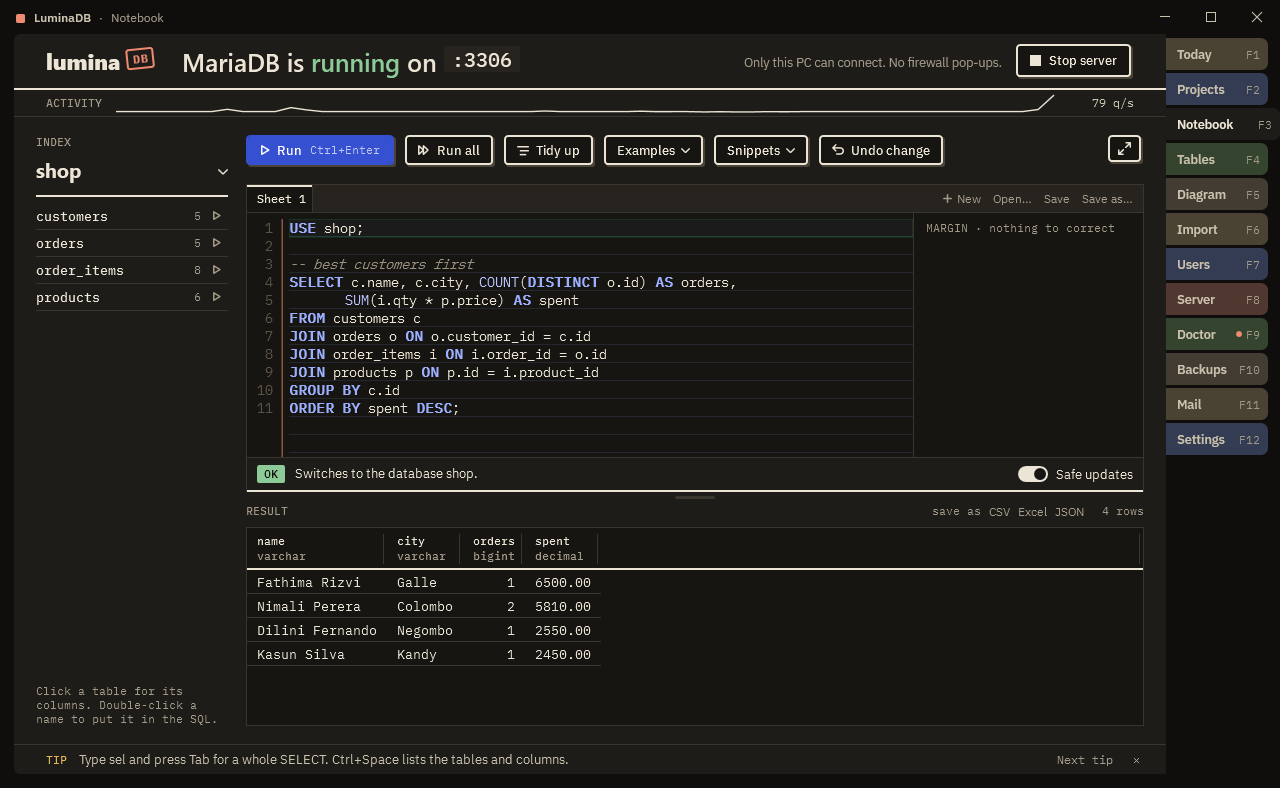 LuminaDB · Notebook
lumina DB
MariaDB is running on :3306
Only this PC can connect. No firewall pop-ups.
Stop server
ACTIVITY
79 q/s
Today F1
Projects F2
Notebook F3
Tables F4
Diagram F5
Import F6
Users F7
Server F8
Doctor F9
Backups F10
Mail F11
Settings F12
INDEX
shop
customers 5
orders 5
order_items 8
products 6
Click a table for its
columns. Double-click a
name to put it in the SQL.
Run Ctrl+Enter
Run all
Tidy up
Examples
Snippets
Undo change
Sheet 1
+ New Open... Save Save as...
1 USE shop;
2
3 -- best customers first
4 SELECT c.name, c.city, COUNT(DISTINCT o.id) AS orders,
5 SUM(i.qty * p.price) AS spent
6 FROM customers c
7 JOIN orders o ON o.customer_id = c.id
8 JOIN order_items i ON i.order_id = o.id
9 JOIN products p ON p.id = i.product_id
10 GROUP BY c.id
11 ORDER BY spent DESC;
MARGIN · nothing to correct
OK Switches to the database shop.
Safe updates
RESULT
save as CSV Excel JSON 4 rows
name city orders spent
varchar varchar bigint decimal
Fathima Rizvi Galle 1 6500.00
Nimali Perera Colombo 2 5810.00
Dilini Fernando Negombo 1 2550.00
Kasun Silva Kandy 1 2450.00
TIP Type sel and press Tab for a whole SELECT. Ctrl+Space lists the tables and columns.
Next tip ×